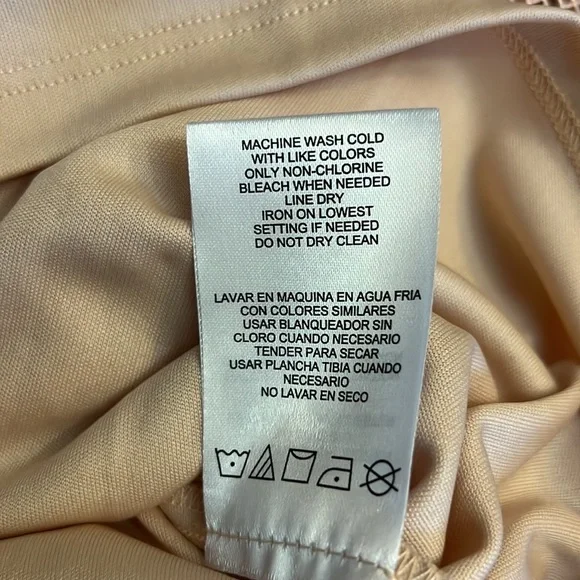 MACHINE WASH COLD
WITH LIKE COLORS
ONLY NON-CHLORINE
BLEACH WHEN NEEDED
LINE DRY
IRON ON LOWEST
SETTING IF NEEDED
DO NOT DRY CLEAN
LAVAR EN MAQUINA EN AGUA FRIA
CON COLORES SIMILARES
USAR BLANQUEADOR SIN
CLORO CUANDO NECESARIO
TENDER PARA SECAR
USAR PLANCHA TIBIA CUANDO
NECESARIO
NO LAVAR EN SECO